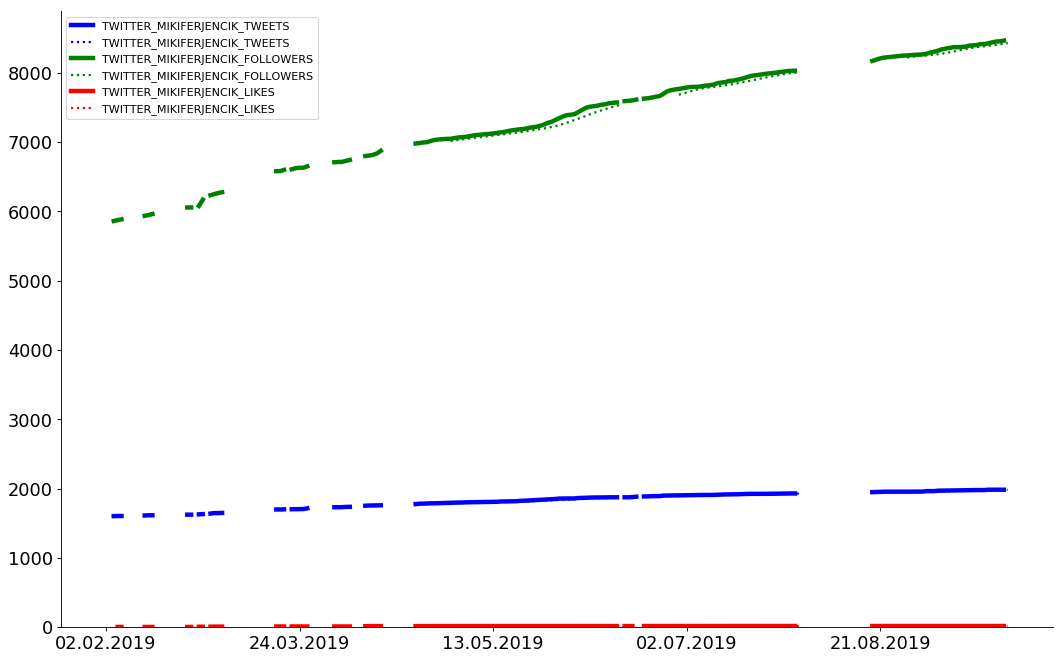 TWITTER_MIKIFERJENCIK_TWEETS
TWITTER_MIKIFERJENCIK_TWEETS
TWITTER_MIKIFERJENCIK_FOLLOWERS
TWITTER_MIKIFERJENCIK_FOLLOWERS
TWITTER_MIKIFERJENCIK_LIKES
TWITTER_MIKIFERJENCIK_LIKES
8000
7000
6000
5000
4000
3000
2000
1000
0
02.02.2019 24.03.2019 13.05.2019 02.07.2019 21.08.2019